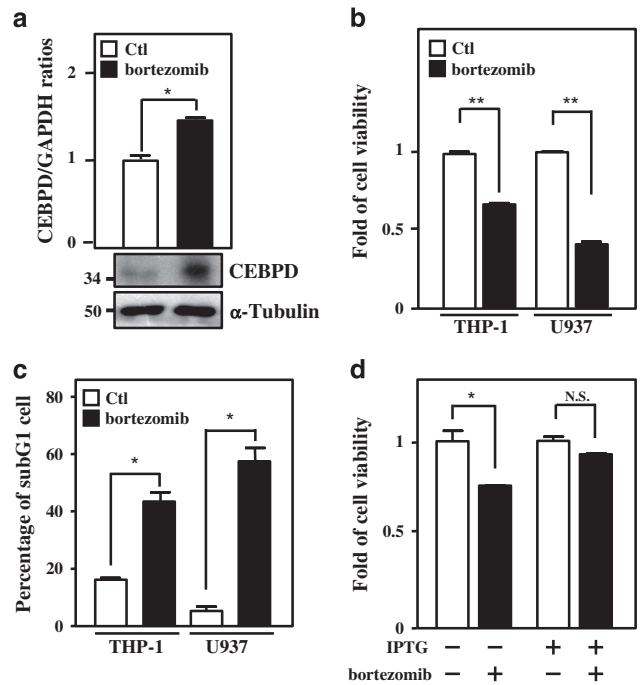 a
Ctl
bortezomib
CEBPD/GAPDH ratios
2
1
0
*
34
CEBPD
50
α-Tubulin
b
Ctl
bortezomib
Fold of cell viability
1
0.5
0
**
**
THP-1
U937
c
Ctl
bortezomib
Percentage of subG1 cell
80
60
40
20
0
*
*
THP-1
U937
d
Fold of cell viability
1
0.5
0
*
N.S.
IPTG − − + +
bortezomib − + − +